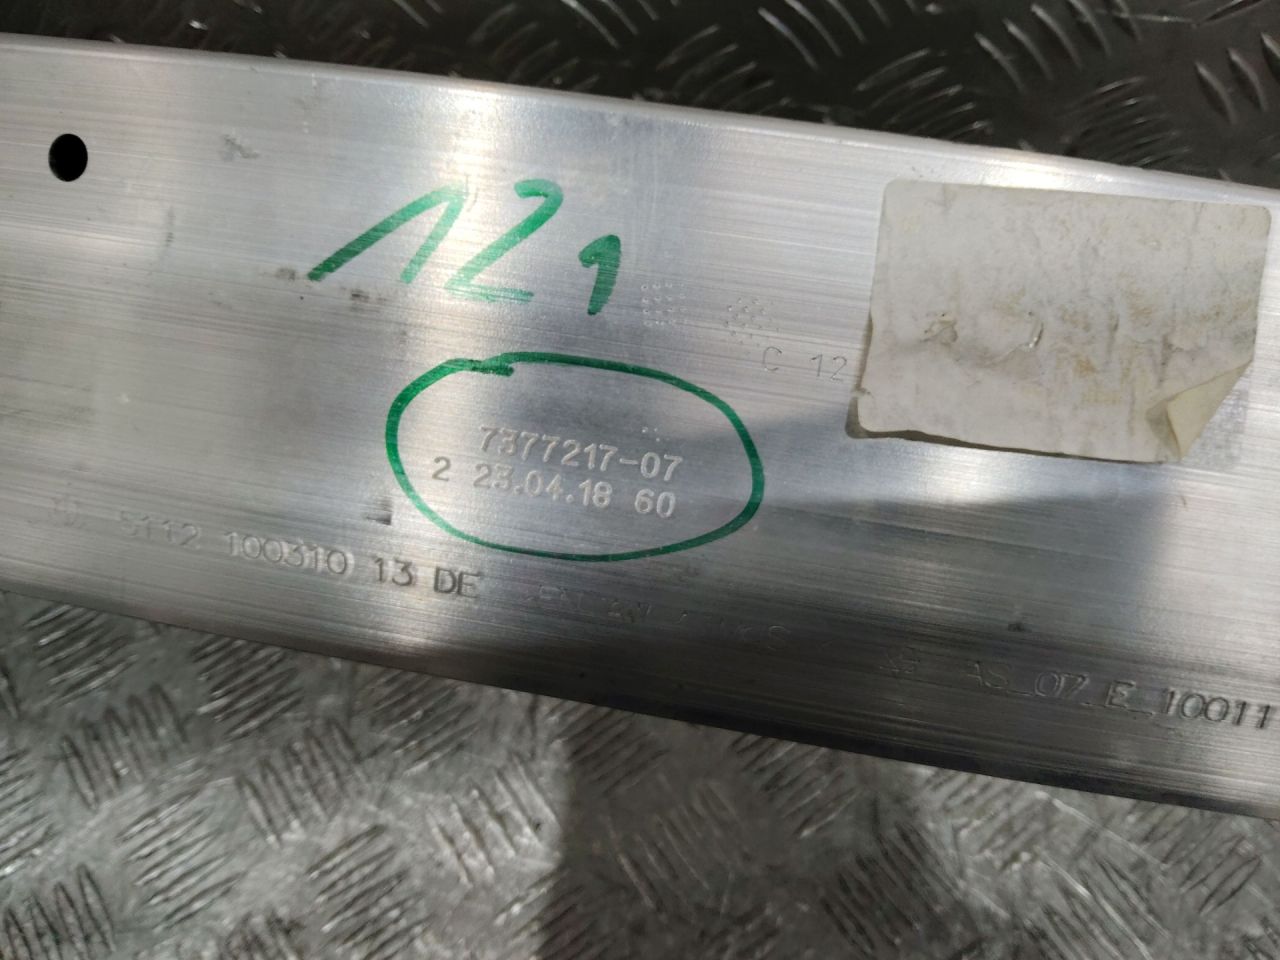 121
C 12
7377217-07
2 23.04.18 60
5112 100310 13 DE
AS_07_E_10011